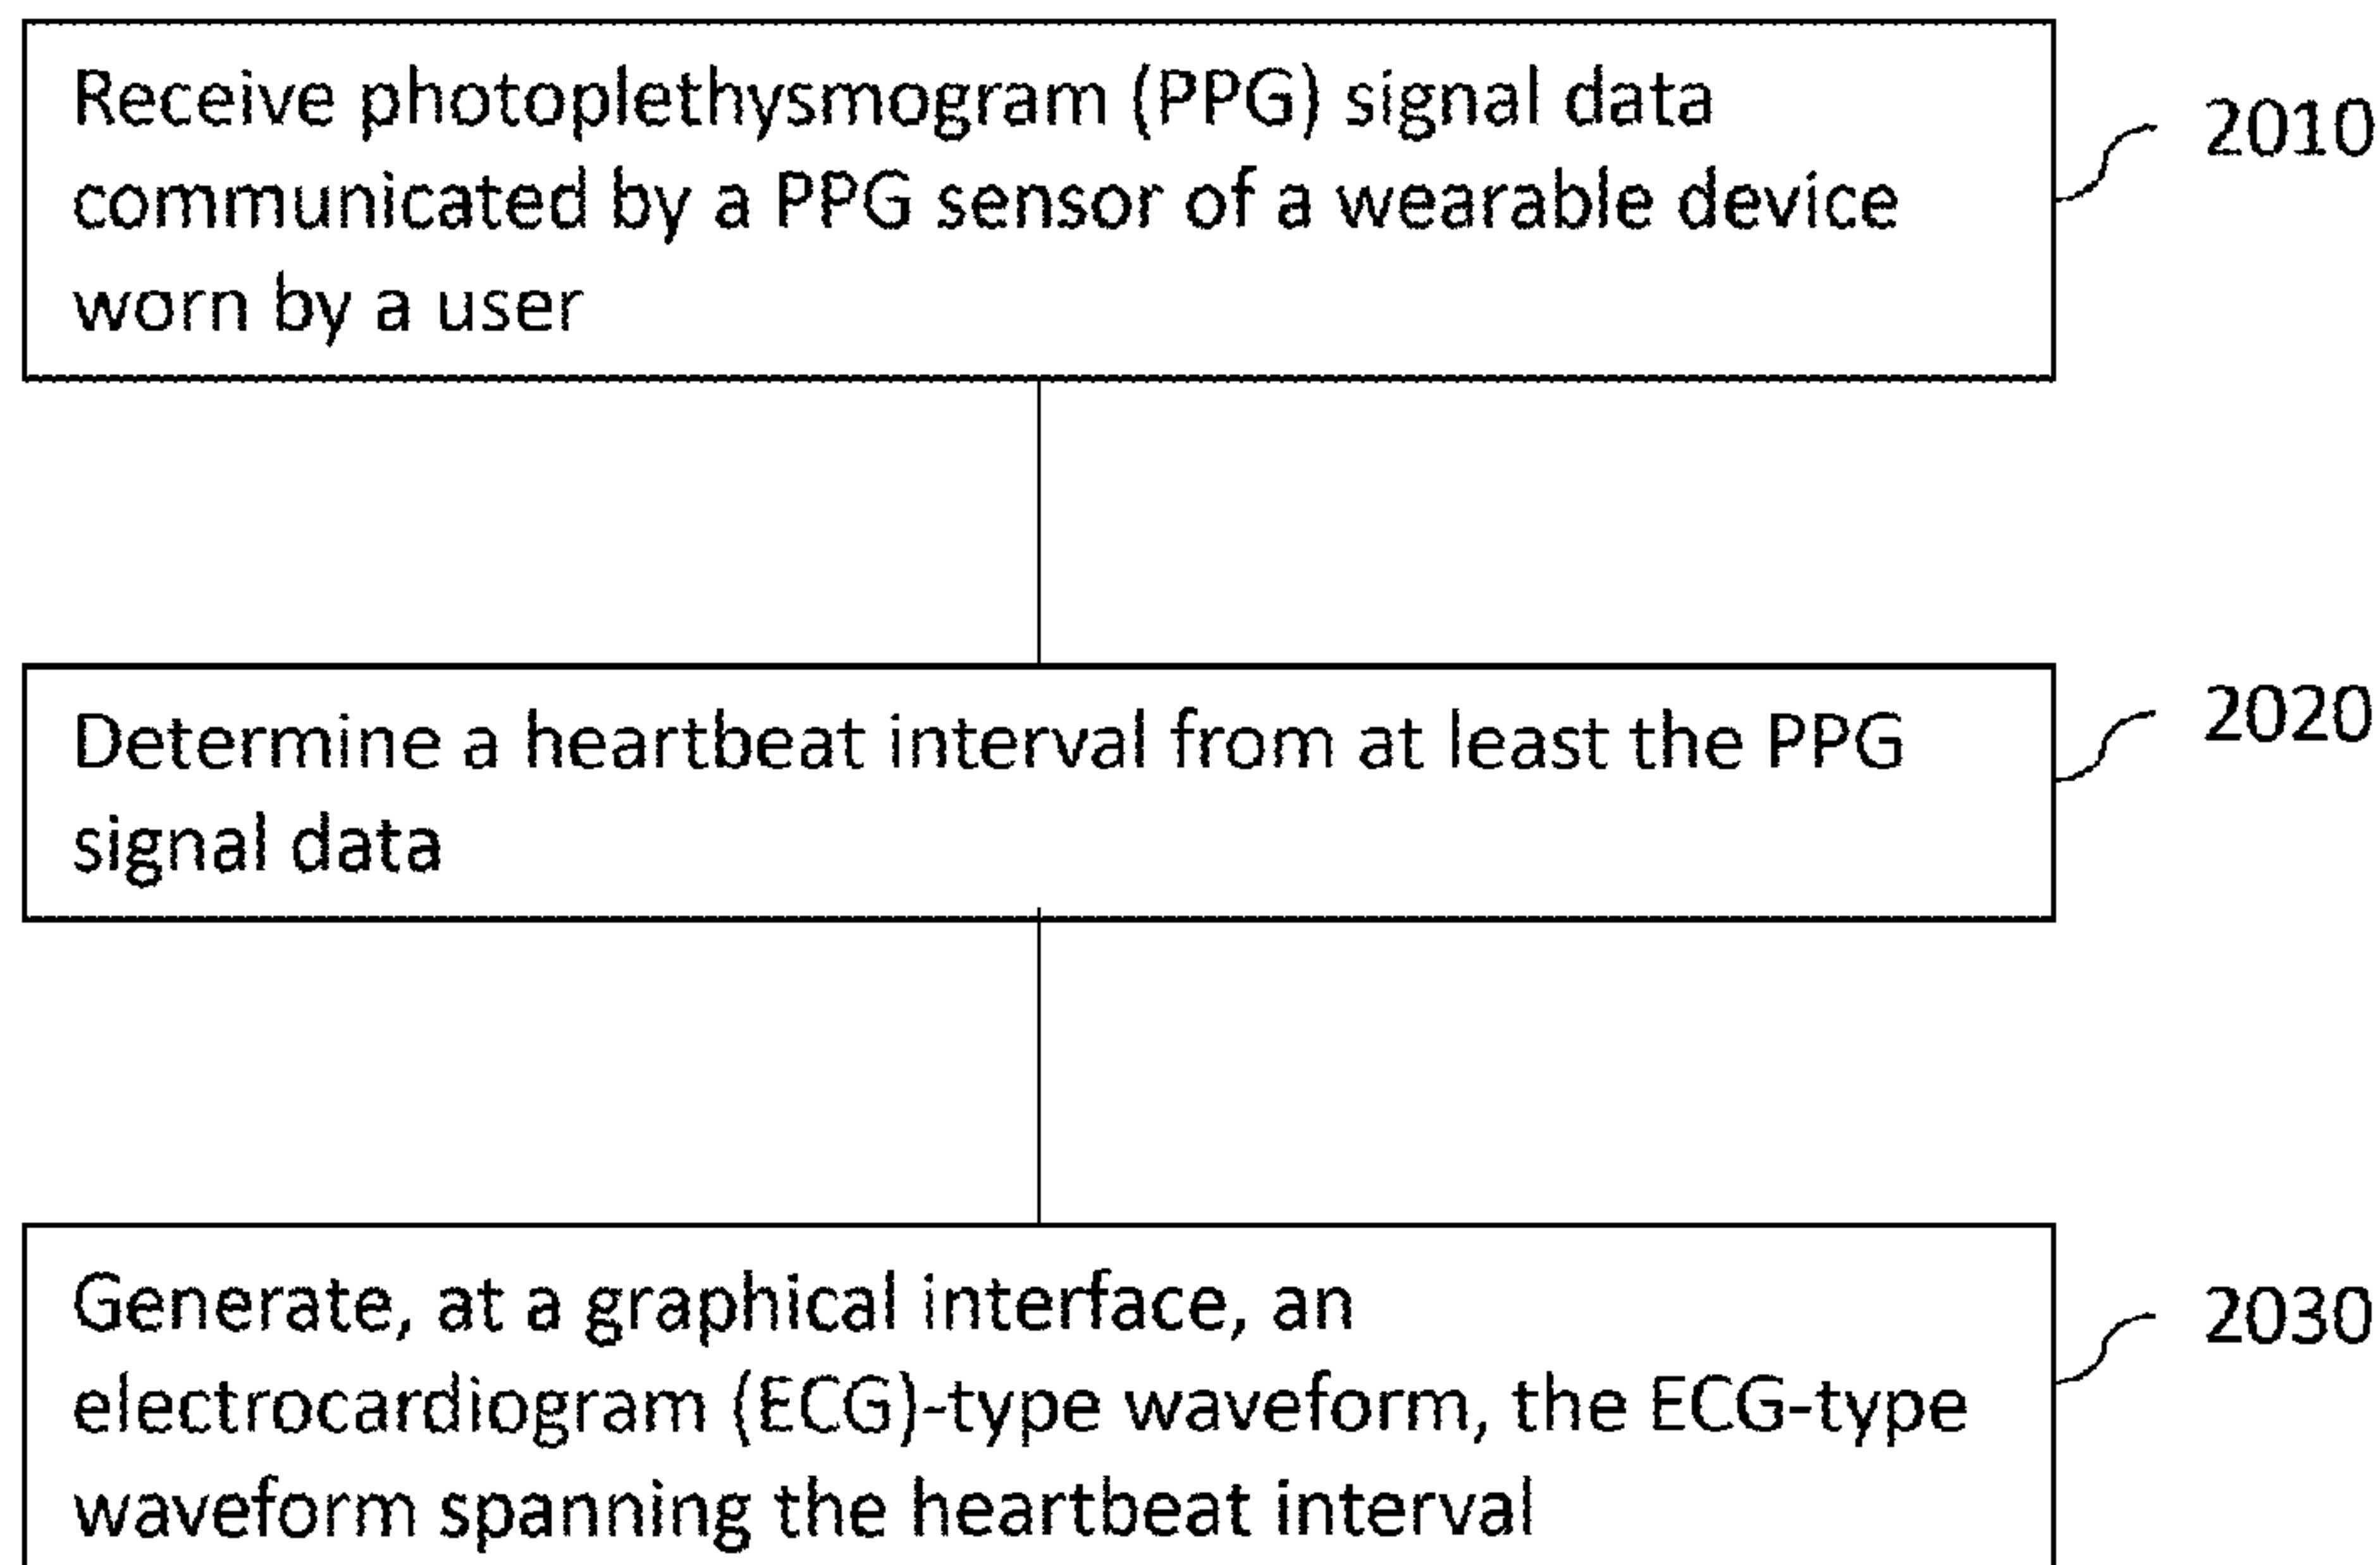 Receive photoplethysmogram (PPG) signal data
communicated by a PPG sensor of a wearable device
worn by a user
2010
Determine a heartbeat interval from at least the PPG
signal data
2020
Generate, at a graphical interface, an
electrocardiogram (ECG)-type waveform, the ECG-type
waveform spanning the heartbeat interval
2030